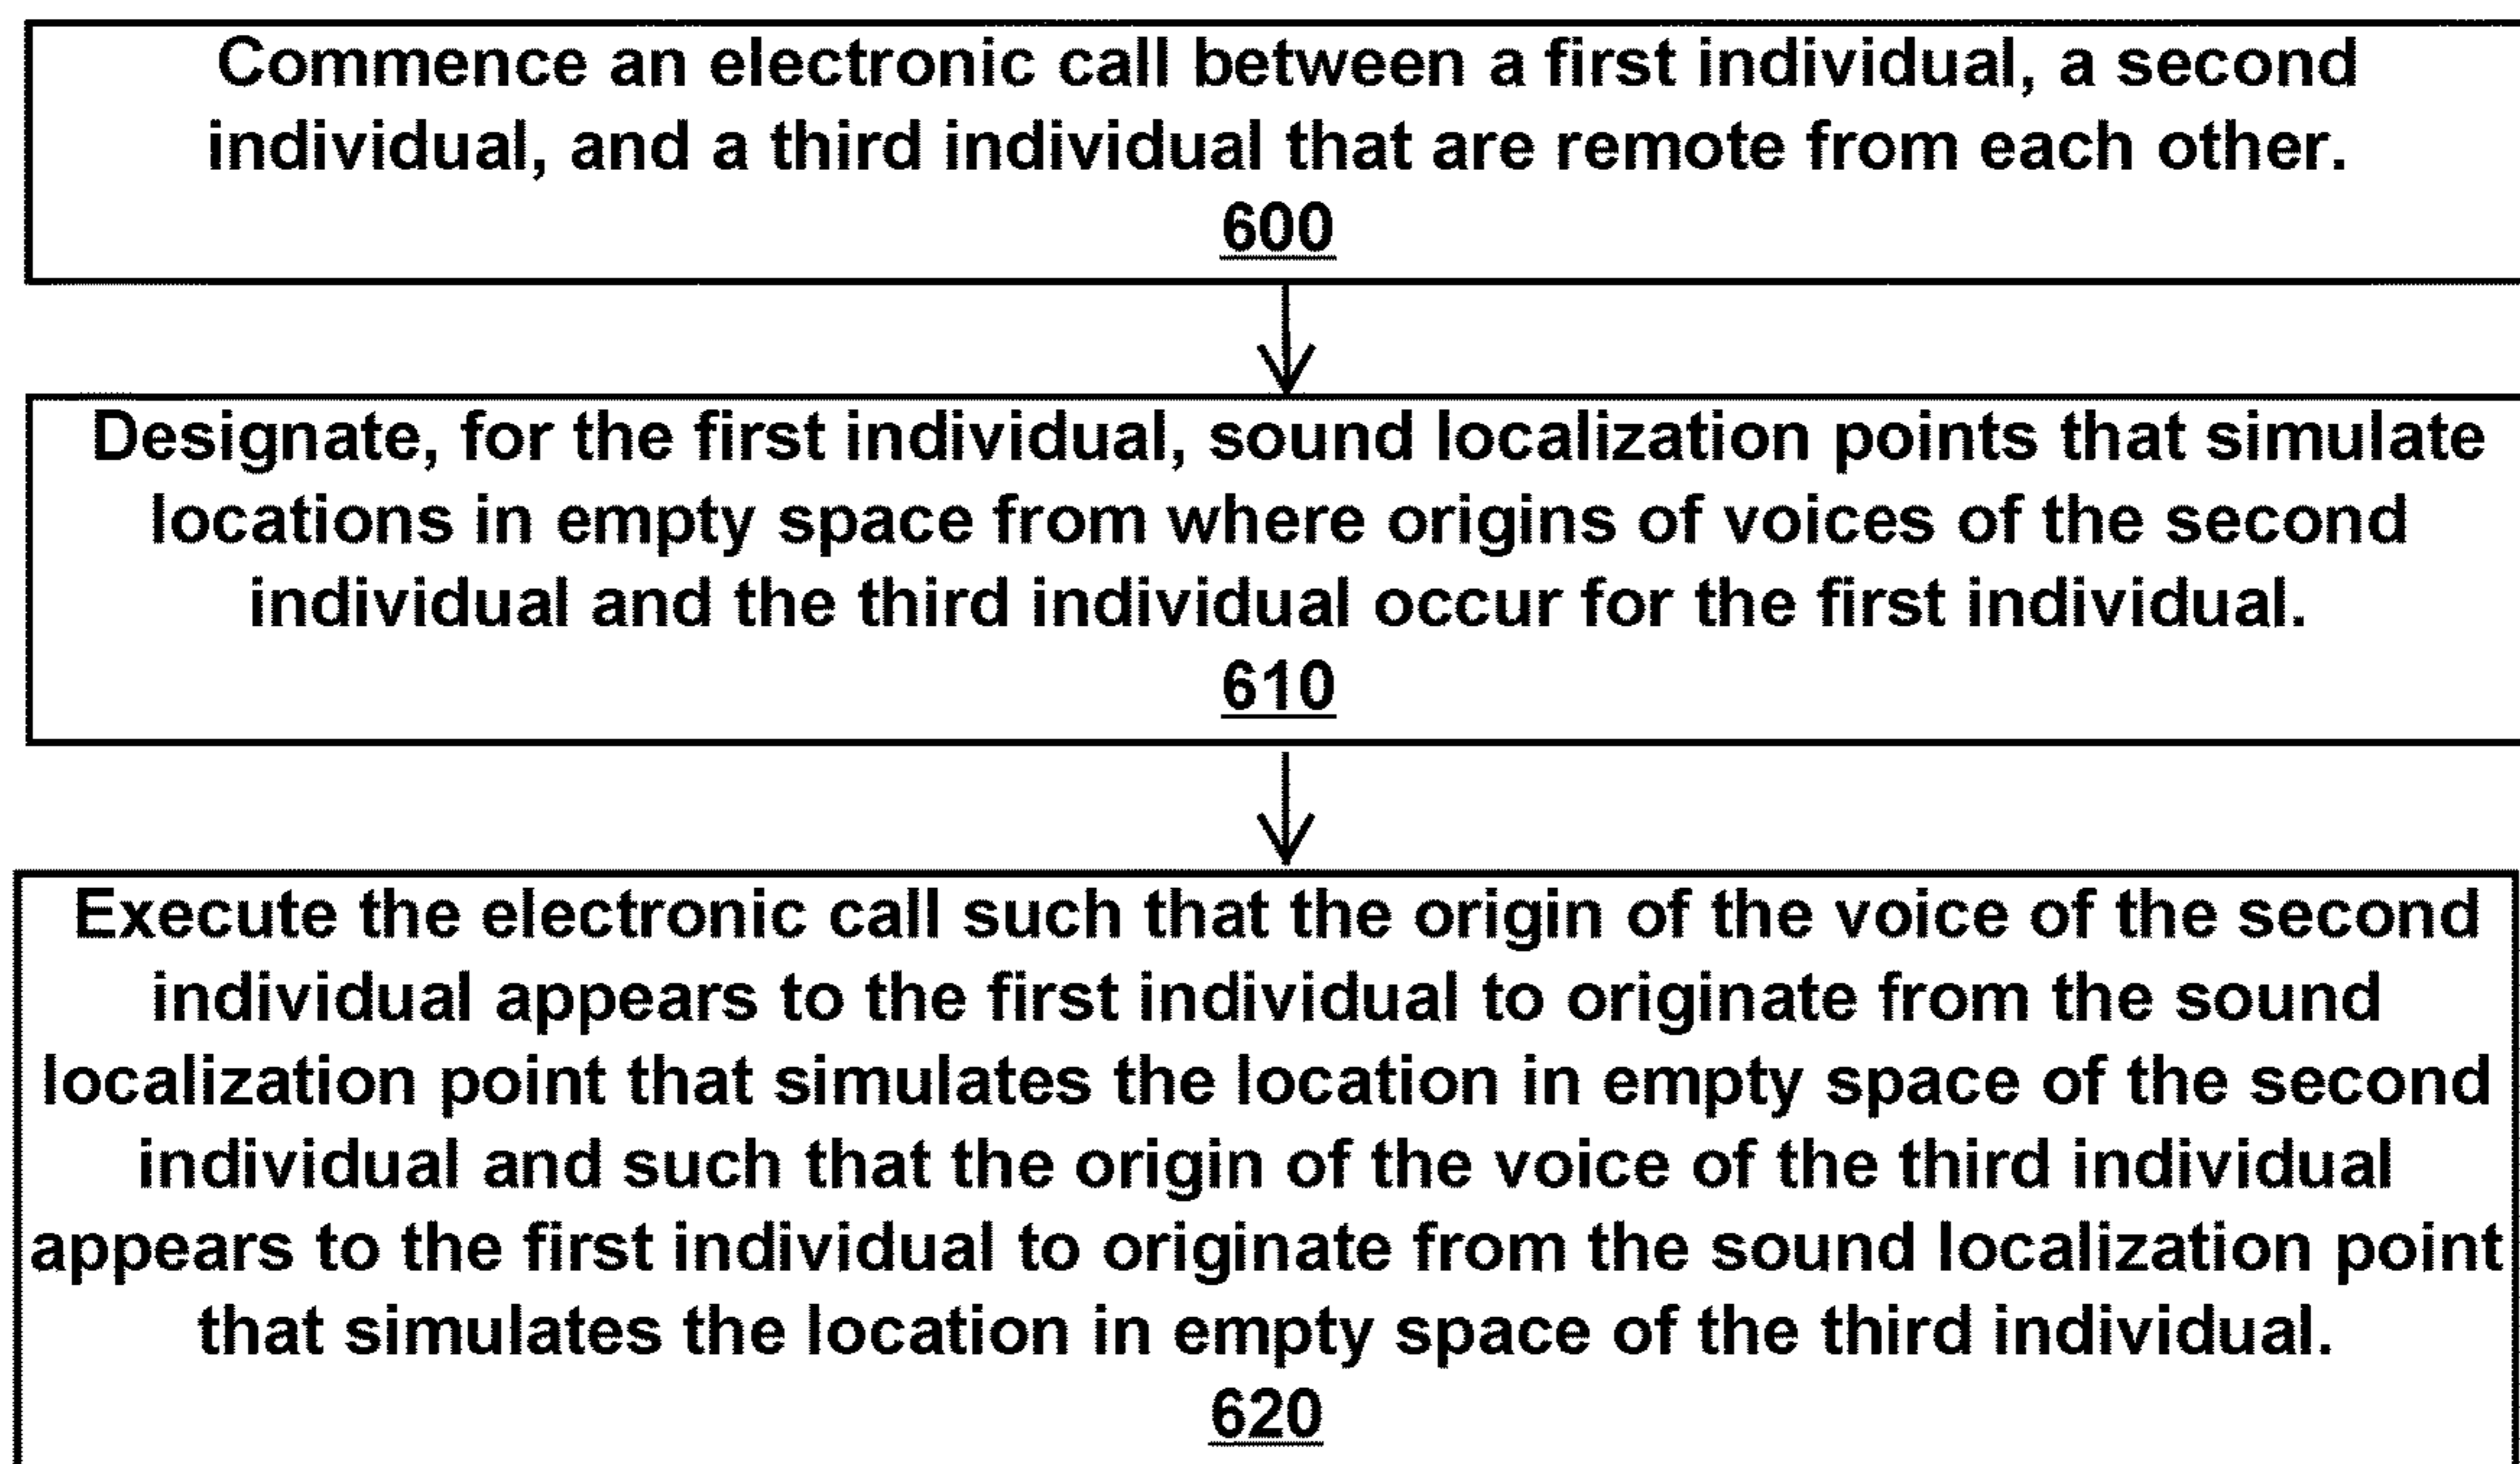 Commence an electronic call between a first individual, a second
individual, and a third individual that are remote from each other.
600
Designate, for the first individual, sound localization points that simulate
locations in empty space from where origins of voices of the second
individual and the third individual occur for the first individual.
610
Execute the electronic call such that the origin of the voice of the second
individual appears to the first individual to originate from the sound
localization point that simulates the location in empty space of the second
individual and such that the origin of the voice of the third individual
appears to the first individual to originate from the sound localization point
that simulates the location in empty space of the third individual.
620